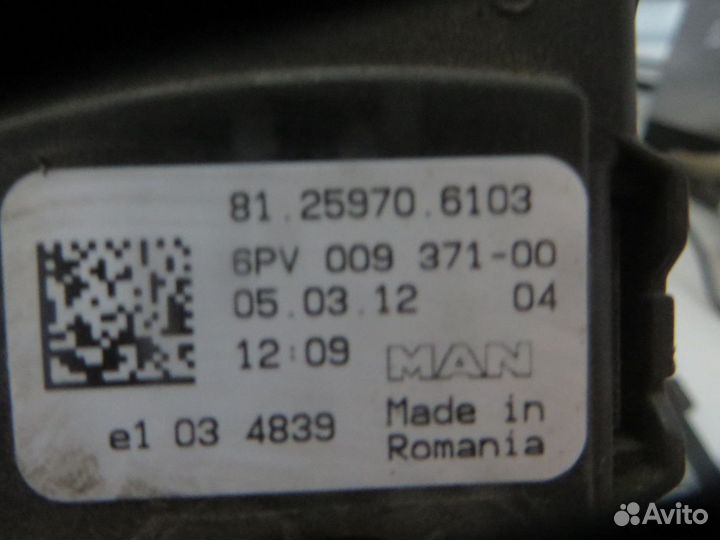 81.25970.6103
6PV 009 371-00
05.03.12 04
12:09 MAN
e1 03 4839
Made in
Romania
Avito